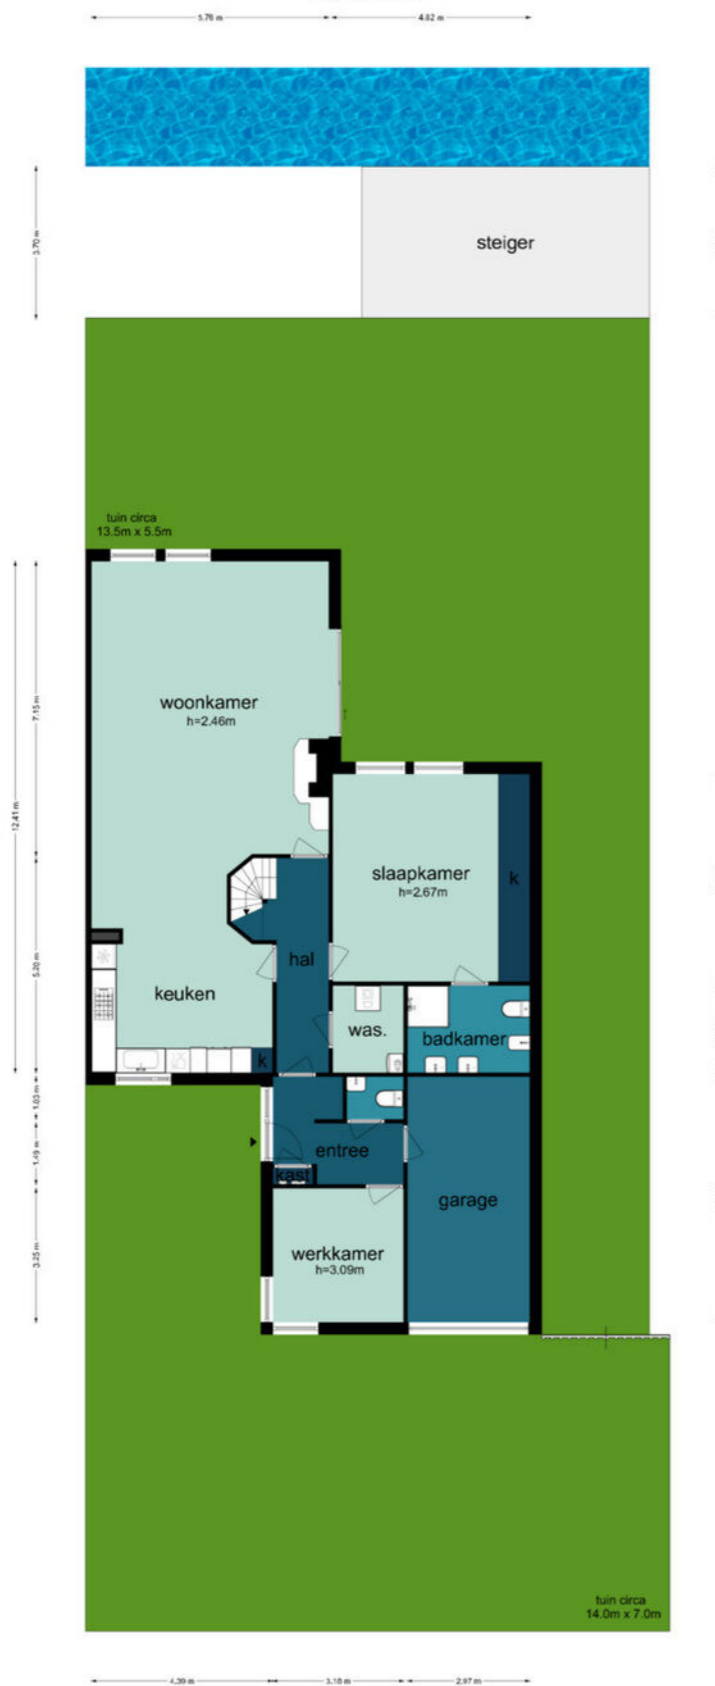 5.76 m
4.82 m
3.70 m
steiger
tuin circa
13.5m x 5.5m
woonkamer
h=2.46m
7.15 m
12.41 m
slaapkamer
h=2.67m
k
hal
5.20 m
keuken
was.
badkamer
k
1.03 m
entree
1.49 m
kast
garage
werkkamer
h=3.09m
3.25 m
tuin circa
14.0m x 7.0m
4.39 m
3.18 m
2.97 m